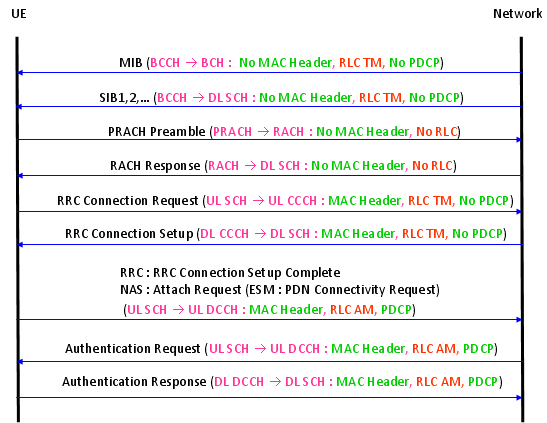 UE Network
MIB (BCCH → BCH : No MAC Header, RLC TM, No PDCP)
SIB1,2,... (BCCH → DL SCH : No MAC Header, RLC TM, No PDCP)
PRACH Preamble (PRACH → RACH : No MAC Header, No RLC)
RACH Response (RACH → DL SCH : No MAC Header, No RLC)
RRC Connection Request (UL SCH → UL CCCH : MAC Header, RLC TM, No PDCP)
RRC Connection Setup (DL CCCH → DL SCH : MAC Header, RLC TM, No PDCP)
RRC : RRC Connection Setup Complete
NAS : Attach Request (ESM : PDN Connectivity Request)
(UL SCH → UL DCCH : MAC Header, RLC AM, PDCP)
Authentication Request (UL SCH → UL DCCH : MAC Header, RLC AM, PDCP)
Authentication Response (DL DCCH → DL SCH : MAC Header, RLC AM, PDCP)